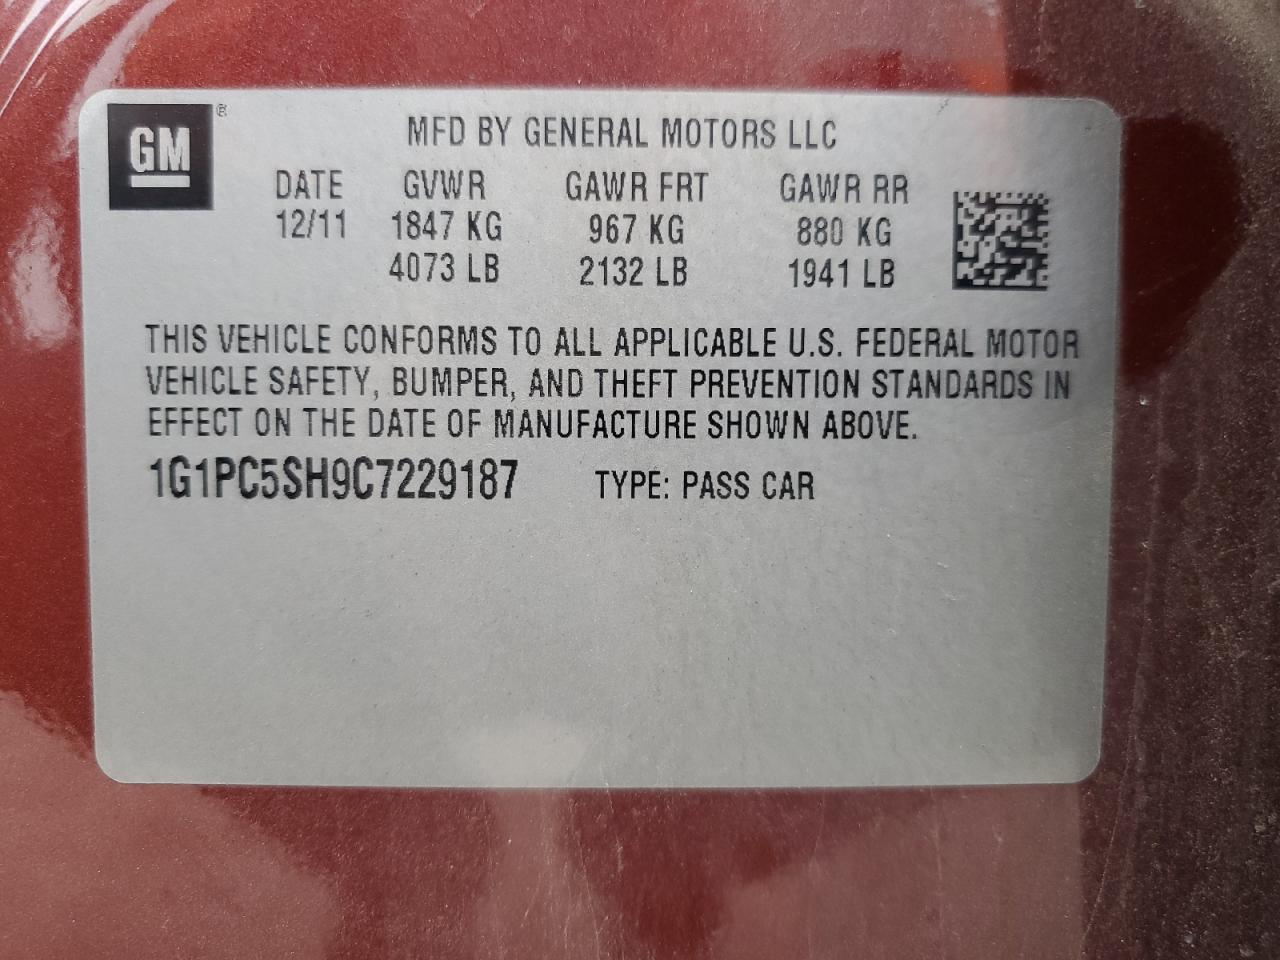 GM ®
MFD BY GENERAL MOTORS LLC
DATE GVWR GAWR FRT GAWR RR
12/11 1847 KG 967 KG 880 KG
4073 LB 2132 LB 1941 LB
THIS VEHICLE CONFORMS TO ALL APPLICABLE U.S. FEDERAL MOTOR
VEHICLE SAFETY, BUMPER, AND THEFT PREVENTION STANDARDS IN
EFFECT ON THE DATE OF MANUFACTURE SHOWN ABOVE.
1G1PC5SH9C7229187 TYPE: PASS CAR